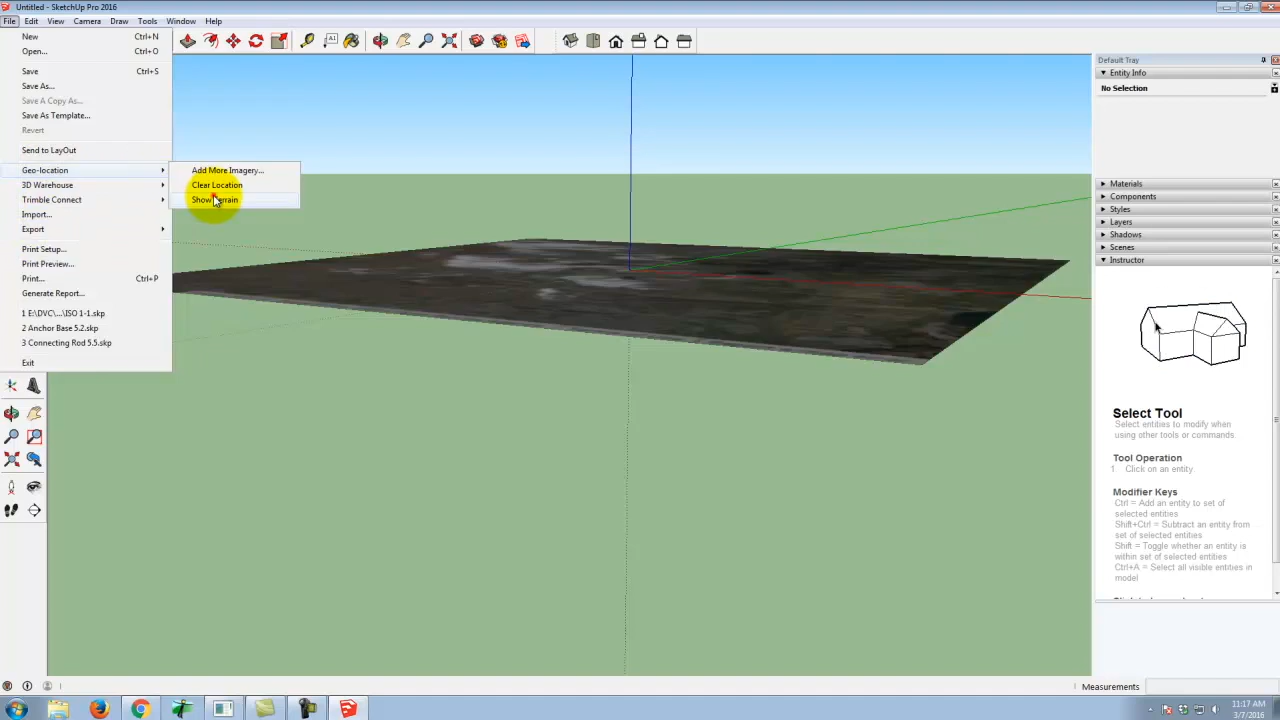 Untitled - SketchUp Pro 2016
File Edit View Camera Draw Tools Window Help
New Ctrl+N
Open... Ctrl+O
Save Ctrl+S
Save As...
Save A Copy As...
Save As Template...
Revert
Send to LayOut
Geo-location
3D Warehouse
Trimble Connect
Import...
Export
Print Setup...
Print Preview...
Print... Ctrl+P
Generate Report...
1 E:\DVC\...\ISO 1-1.skp
2 Anchor Base 5.2.skp
3 Connecting Rod 5.5.skp
Exit
Add More Imagery...
Clear Location
Show Terrain
Default Tray
Entity Info
No Selection
Materials
Components
Styles
Layers
Shadows
Scenes
Instructor
Select Tool
Select entities to modify when
using other tools or commands.
Tool Operation
1 Click on an entity.
Modifier Keys
Ctrl = Add an entity to set of
selected entities
Shift+Ctrl = Subtract an entity from
set of selected entities
Shift = Toggle whether an entity is
within set of selected entities
Ctrl+A = Select all visible entities in
model
Measurements
11:17 AM
3/7/2016